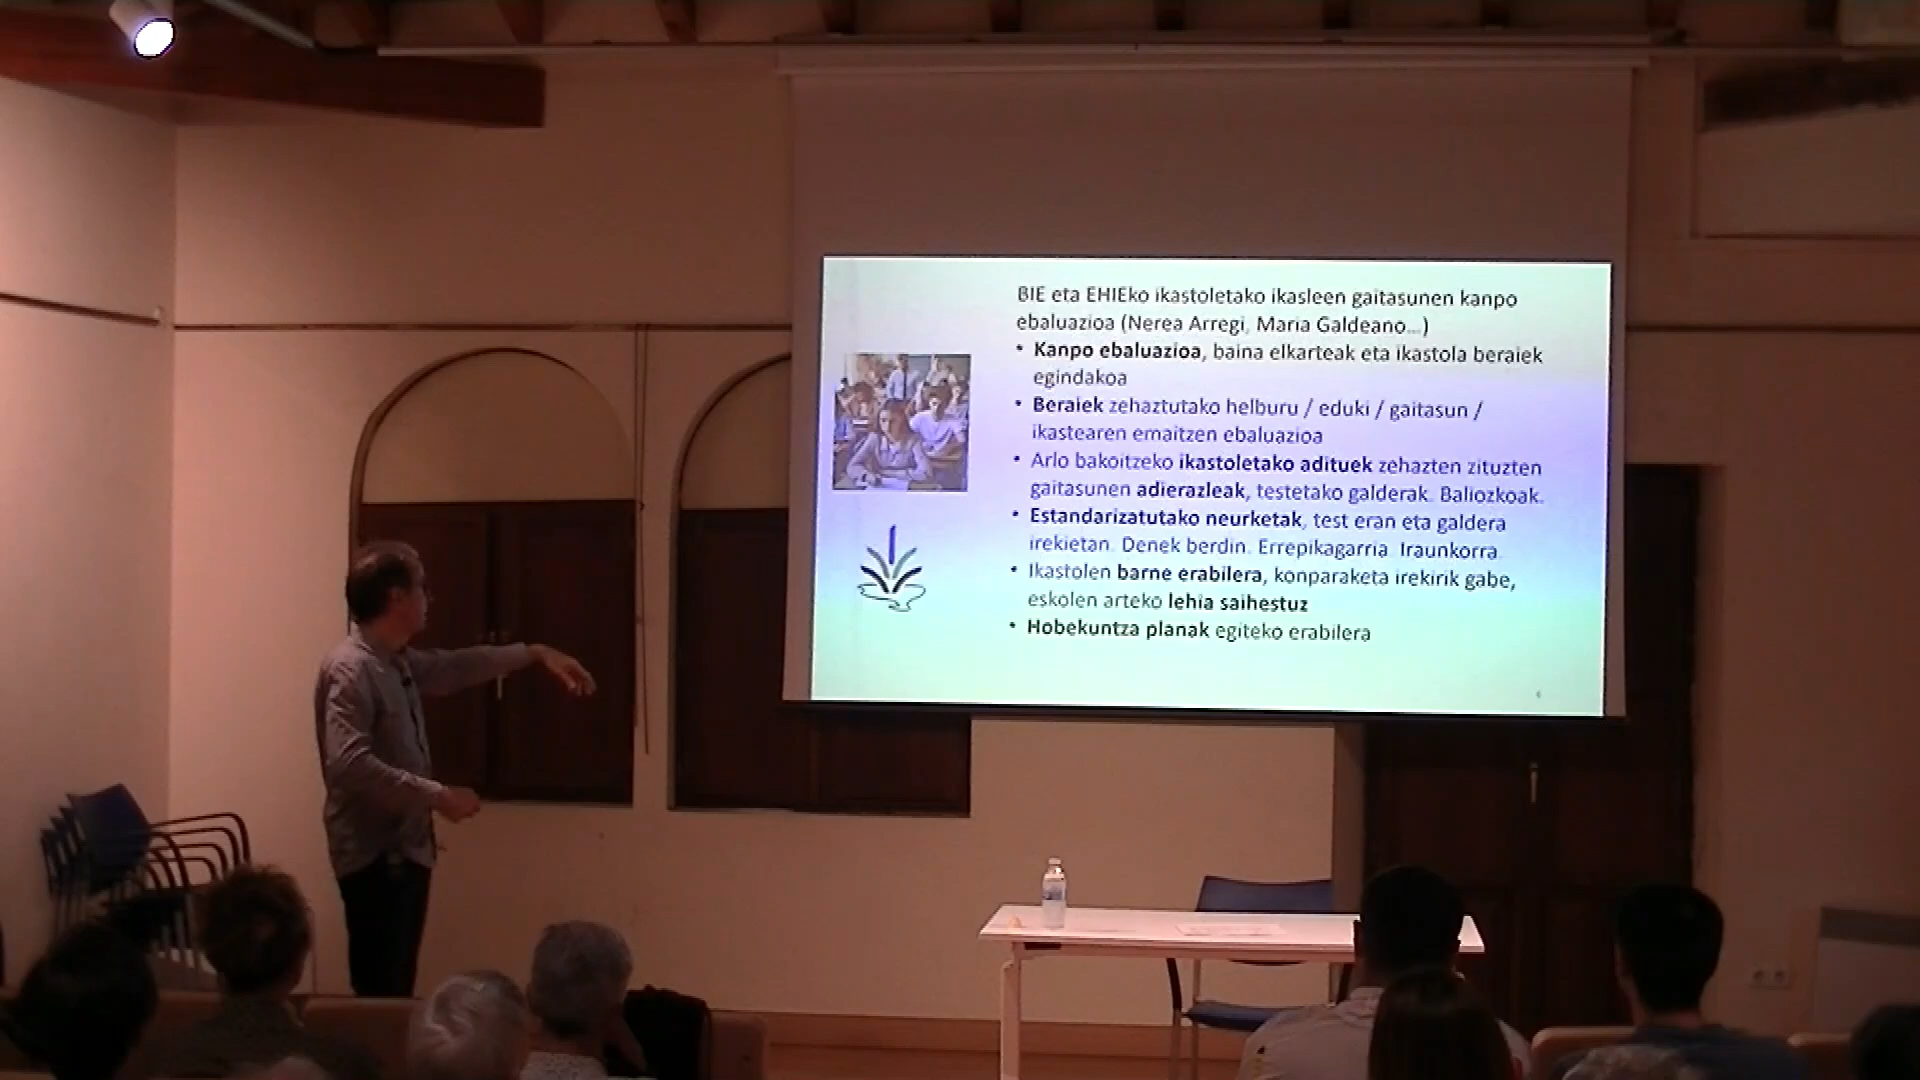 BIE eta EHIEko ikastoletako ikasleen gaitasunen kanpo
ebaluazioa (Nerea Arregi, Maria Galdeano...)
• Kanpo ebaluazioa, baina elkarteak eta ikastola beraiek
egindakoa
• Beraiek zehaztutako helburu / eduki / gaitasun /
ikastearen emaitzen ebaluazioa
• Arlo bakoitzeko ikastoletako adituek zehazten zituzten
gaitasunen adierazleak, testetako galderak. Baliozkoak.
• Estandarizatutako neurketak, test eran eta galdera
irekietan. Denek berdin. Errepikagarria. Iraunkorra.
• Ikastolen barne erabilera, konparaketa irekirik gabe,
eskolen arteko lehia saihestuz
• Hobekuntza planak egiteko erabilera